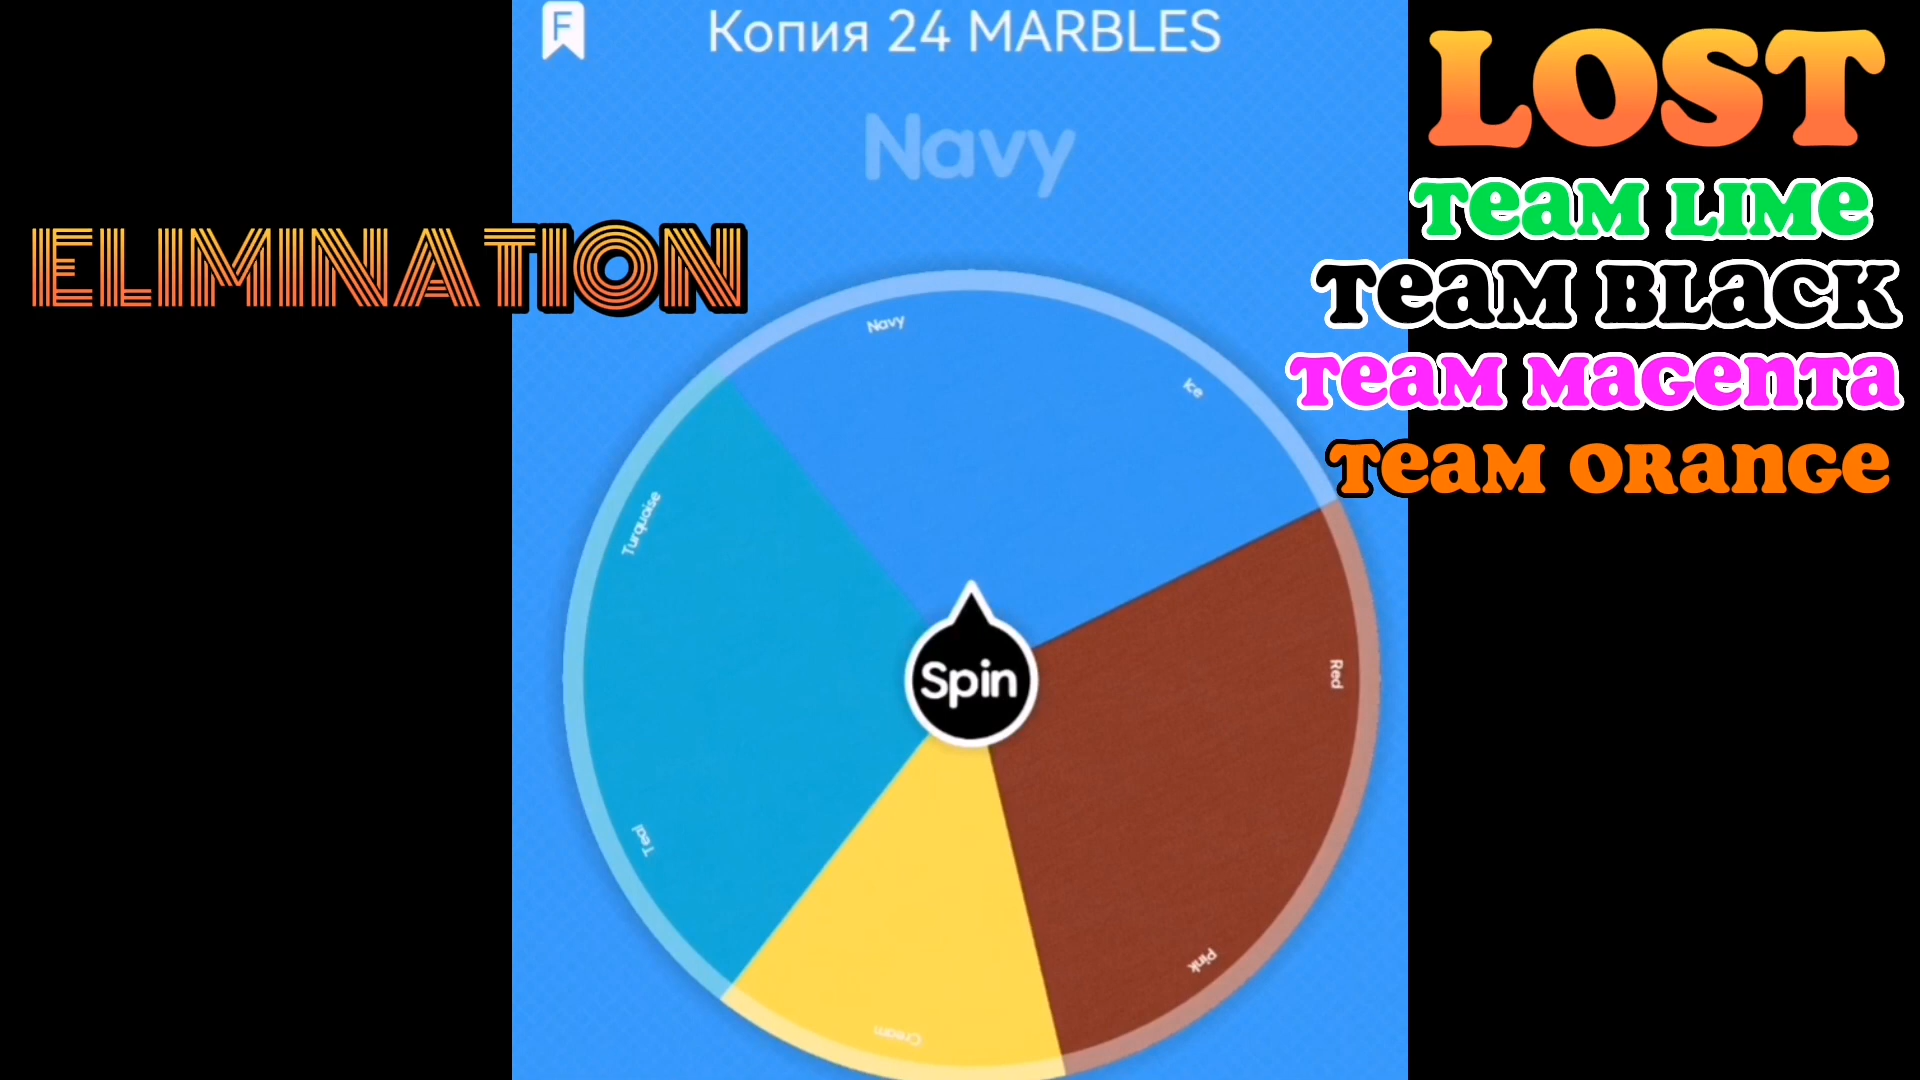 F
Копия 24 MARBLES
Navy
LOST
TEAM LIME
TEAM BLACK
TEAM MAGENTA
TEAM ORANGE
ELIMINATION
Navy
Ice
Turquoise
Red
Spin
Teal
Pink
Cream